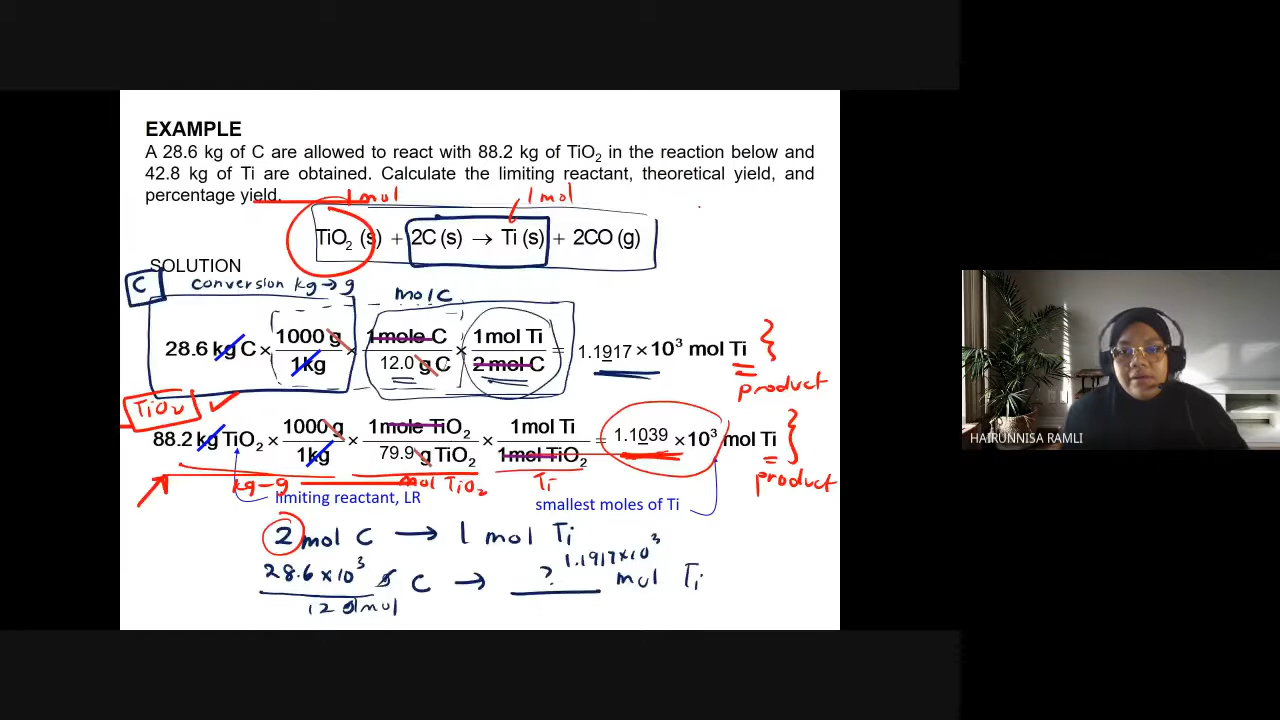 EXAMPLE
A 28.6 kg of C are allowed to react with 88.2 kg of TiO₂ in the reaction below and
42.8 kg of Ti are obtained. Calculate the limiting reactant, theoretical yield, and
percentage yield.
1 mol 1 mol
TiO₂ (s) + 2C (s) → Ti (s) + 2CO (g)
SOLUTION
C conversion kg → g
mol C
28.6 kg C × 1000 g / 1 kg × 1 mole C / 12.0 g C × 1 mol Ti / 2 mol C = 1.1917 × 10³ mol Ti
product
TiO₂
88.2 kg TiO₂ × 1000 g / 1 kg × 1 mole TiO₂ / 79.9 g TiO₂ × 1 mol Ti / 1 mol TiO₂ = 1.1039 × 10³ mol Ti
kg-g mol TiO₂ Ti product
limiting reactant, LR smallest moles of Ti
2 mol C → 1 mol Ti
28.6 × 10³ g C / 12 g/mol → ? 1.1917 × 10³ mol Ti
HAIRUNNISA RAMLI